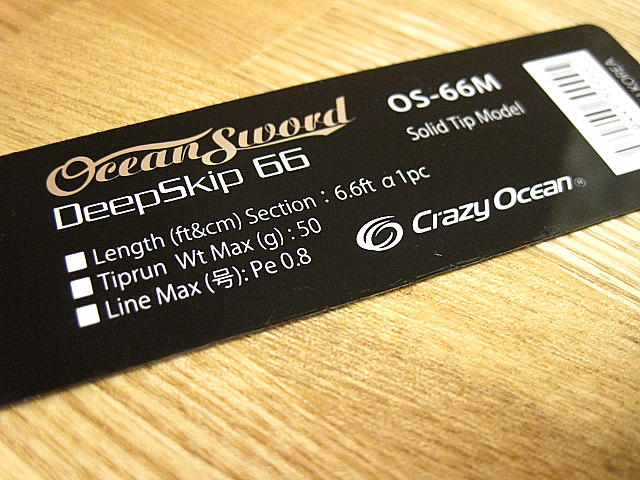 OceanSword
DeepSkip 66
OS-66M
Solid Tip Model
■ Length (ft&cm) Section : 6.6ft α1pc
■ Tiprun Wt Max (g) : 50
■ Line Max (号): Pe 0.8
Crazy Ocean®
KOREA